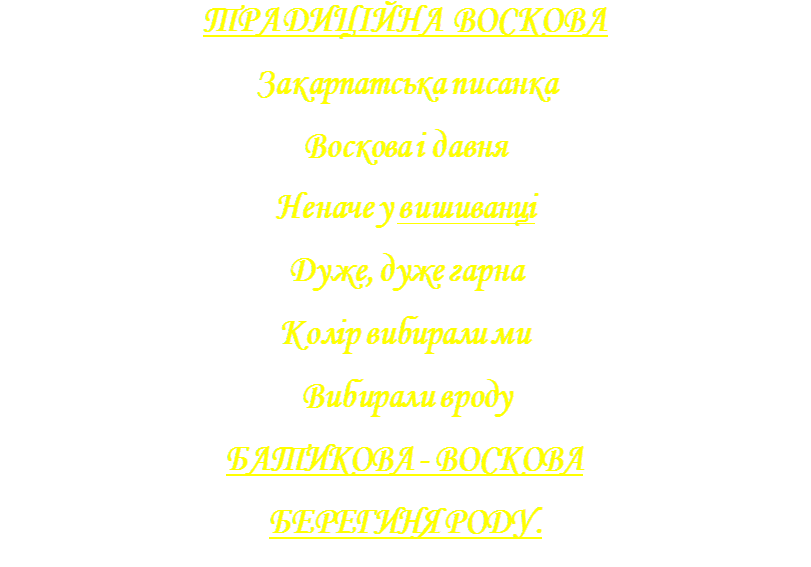 ТРАДИЦІЙНА ВОСКОВА
Закарпатська писанка
Воскова і давня
Неначе у вишиванці
Дуже, дуже гарна
Колір вибирали ми
Вибирали вроду
БАТИКОВА - ВОСКОВА
БЕРЕГИНЯ РОДУ.